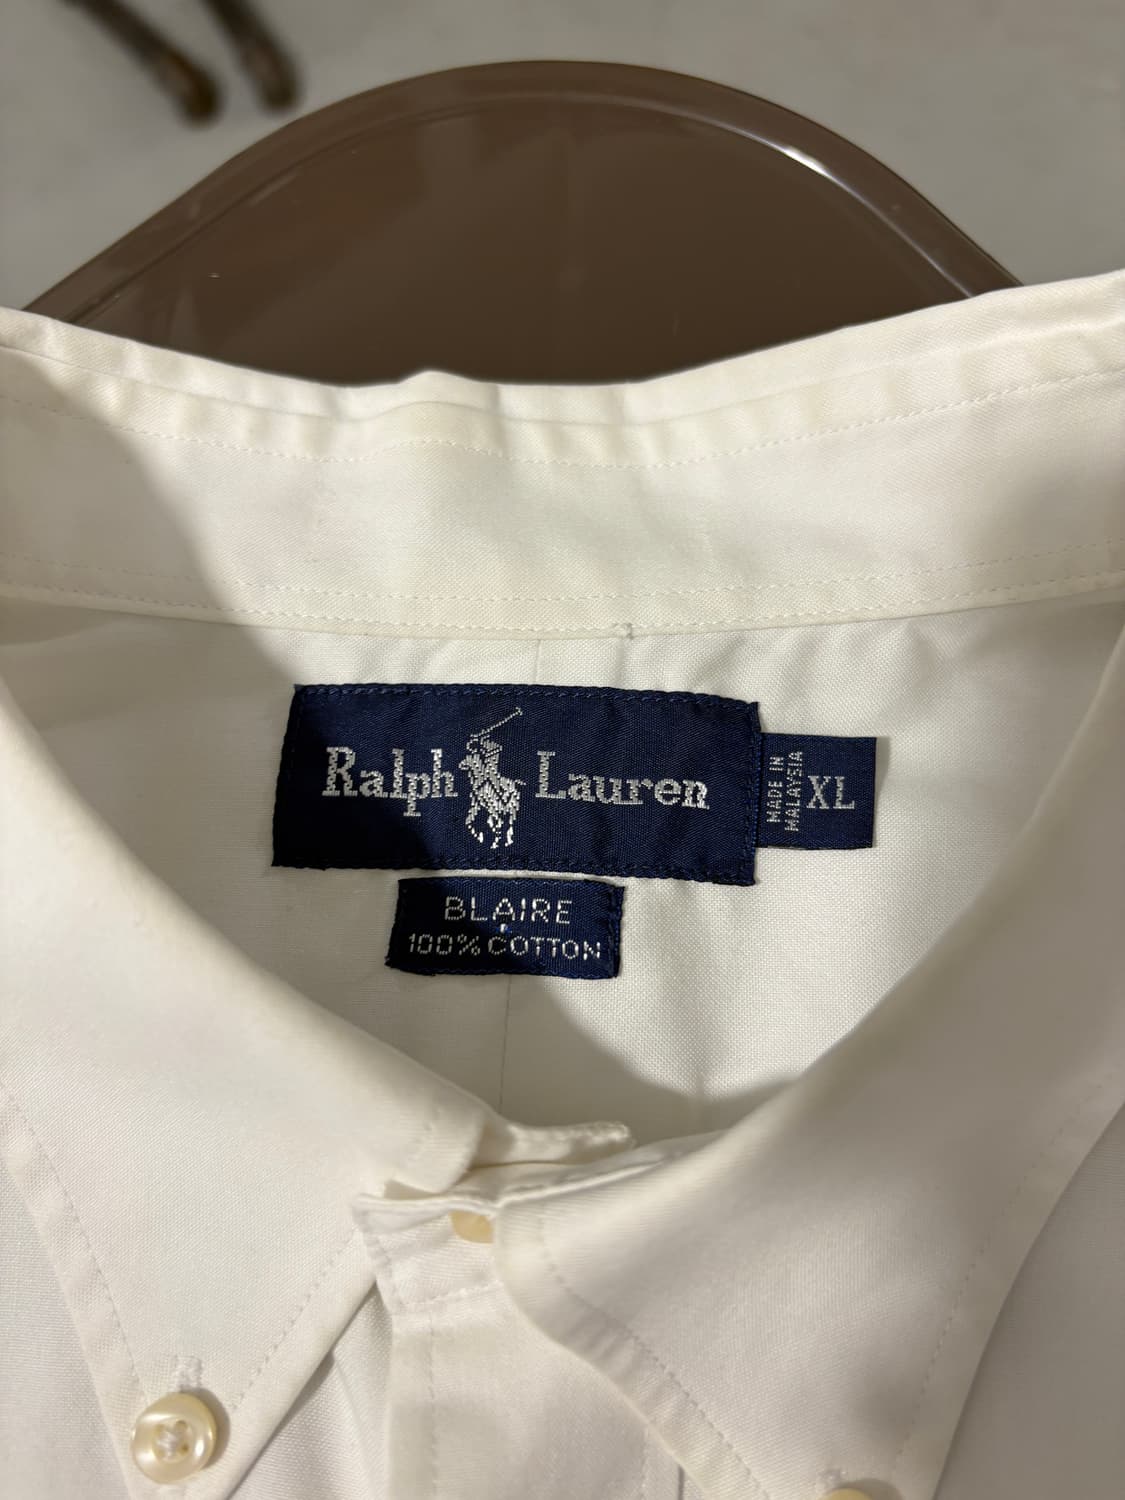 Ralph Lauren
MADE IN
MALAYSIA
XL
BLAIRE
100% COTTON